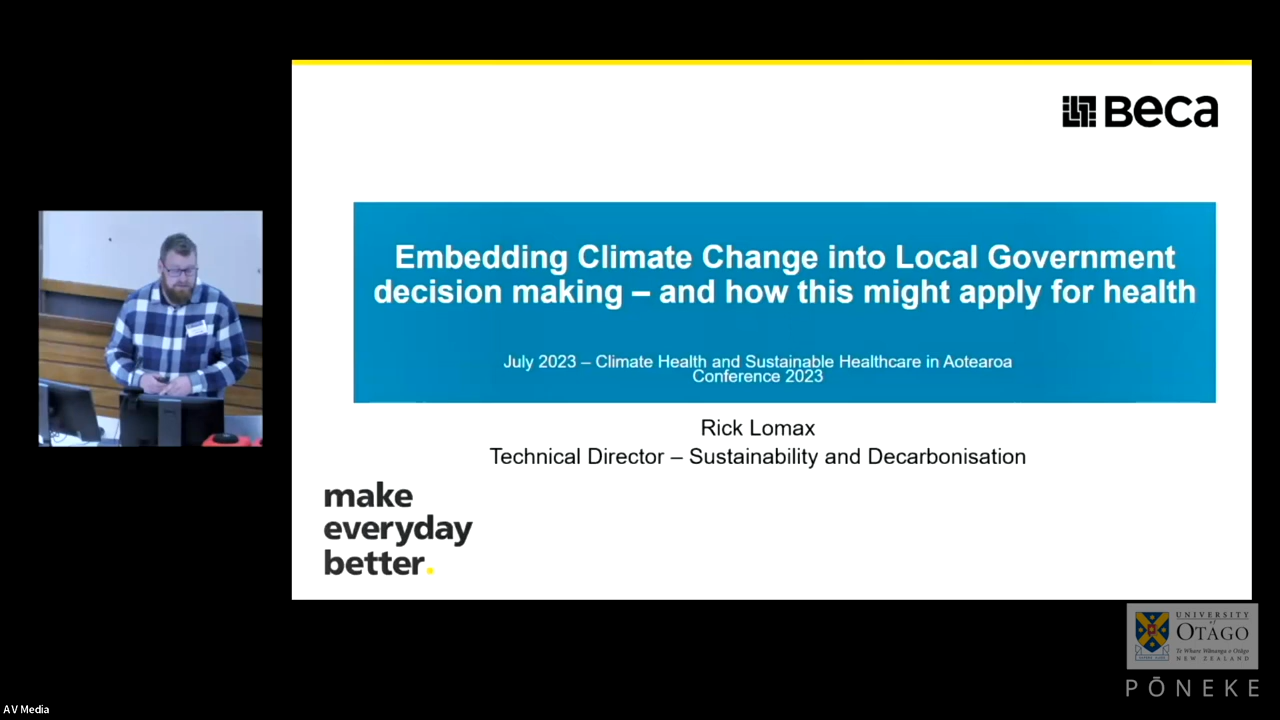 Beca
Embedding Climate Change into Local Government
decision making – and how this might apply for health
July 2023 – Climate Health and Sustainable Healthcare in Aotearoa
Conference 2023
Rick Lomax
Technical Director – Sustainability and Decarbonisation
make
everyday
better.
UNIVERSITY
of
OTAGO
Te Whare Wānanga o Otāgo
NEW ZEALAND
PŌNEKE
AV Media